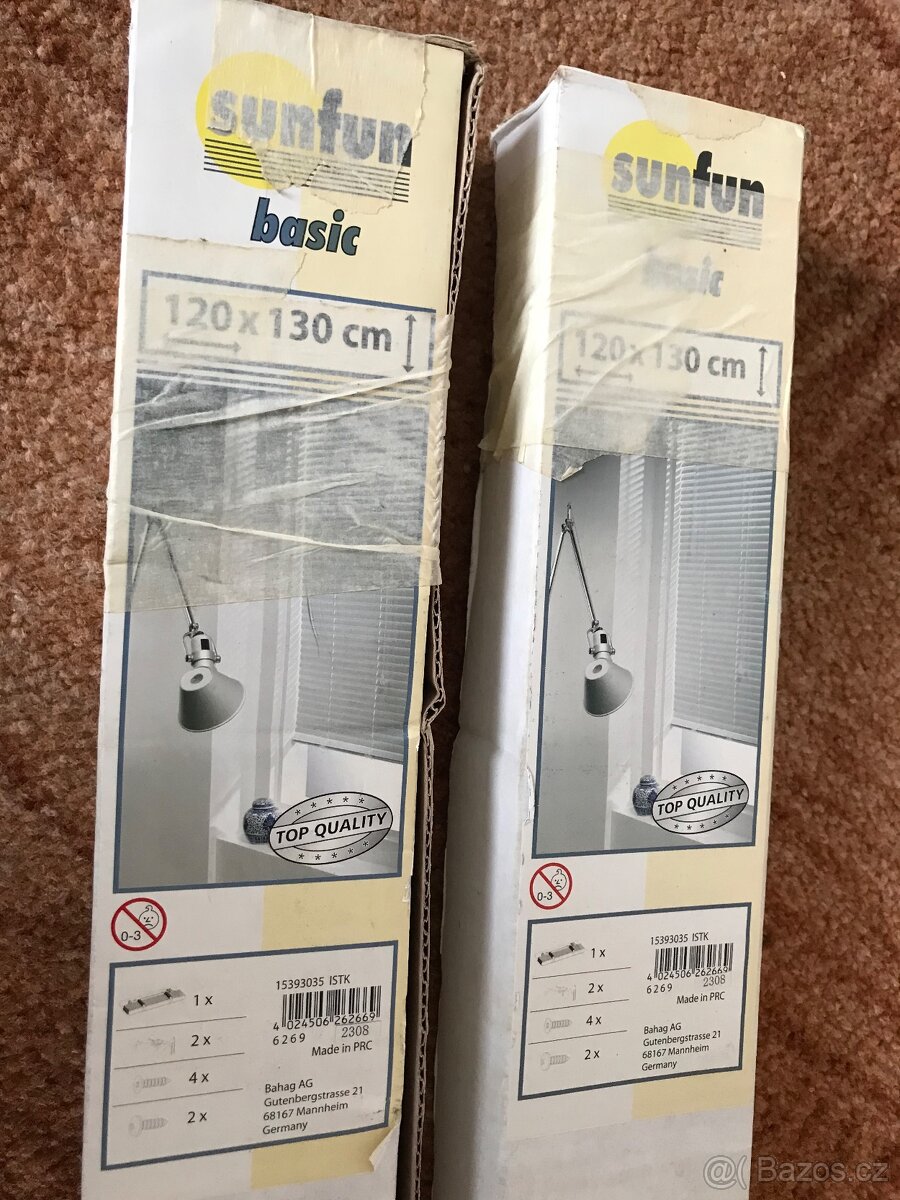 sunfun
basic
120 x 130 cm
TOP QUALITY
0-3
1 x
2 x
4 x
2 x
15393035 ISTK
4 024506 262669
6269
2308
Made in PRC
Bahag AG
Gutenbergstrasse 21
68167 Mannheim
Germany
sunfun
basic
120 x 130 cm
TOP QUALITY
0-3
1 x
2 x
4 x
2 x
15393035 ISTK
4 024506 262669
6269
2308
Made in PRC
Bahag AG
Gutenbergstrasse 21
68167 Mannheim
Germany
@( Bazos.cz